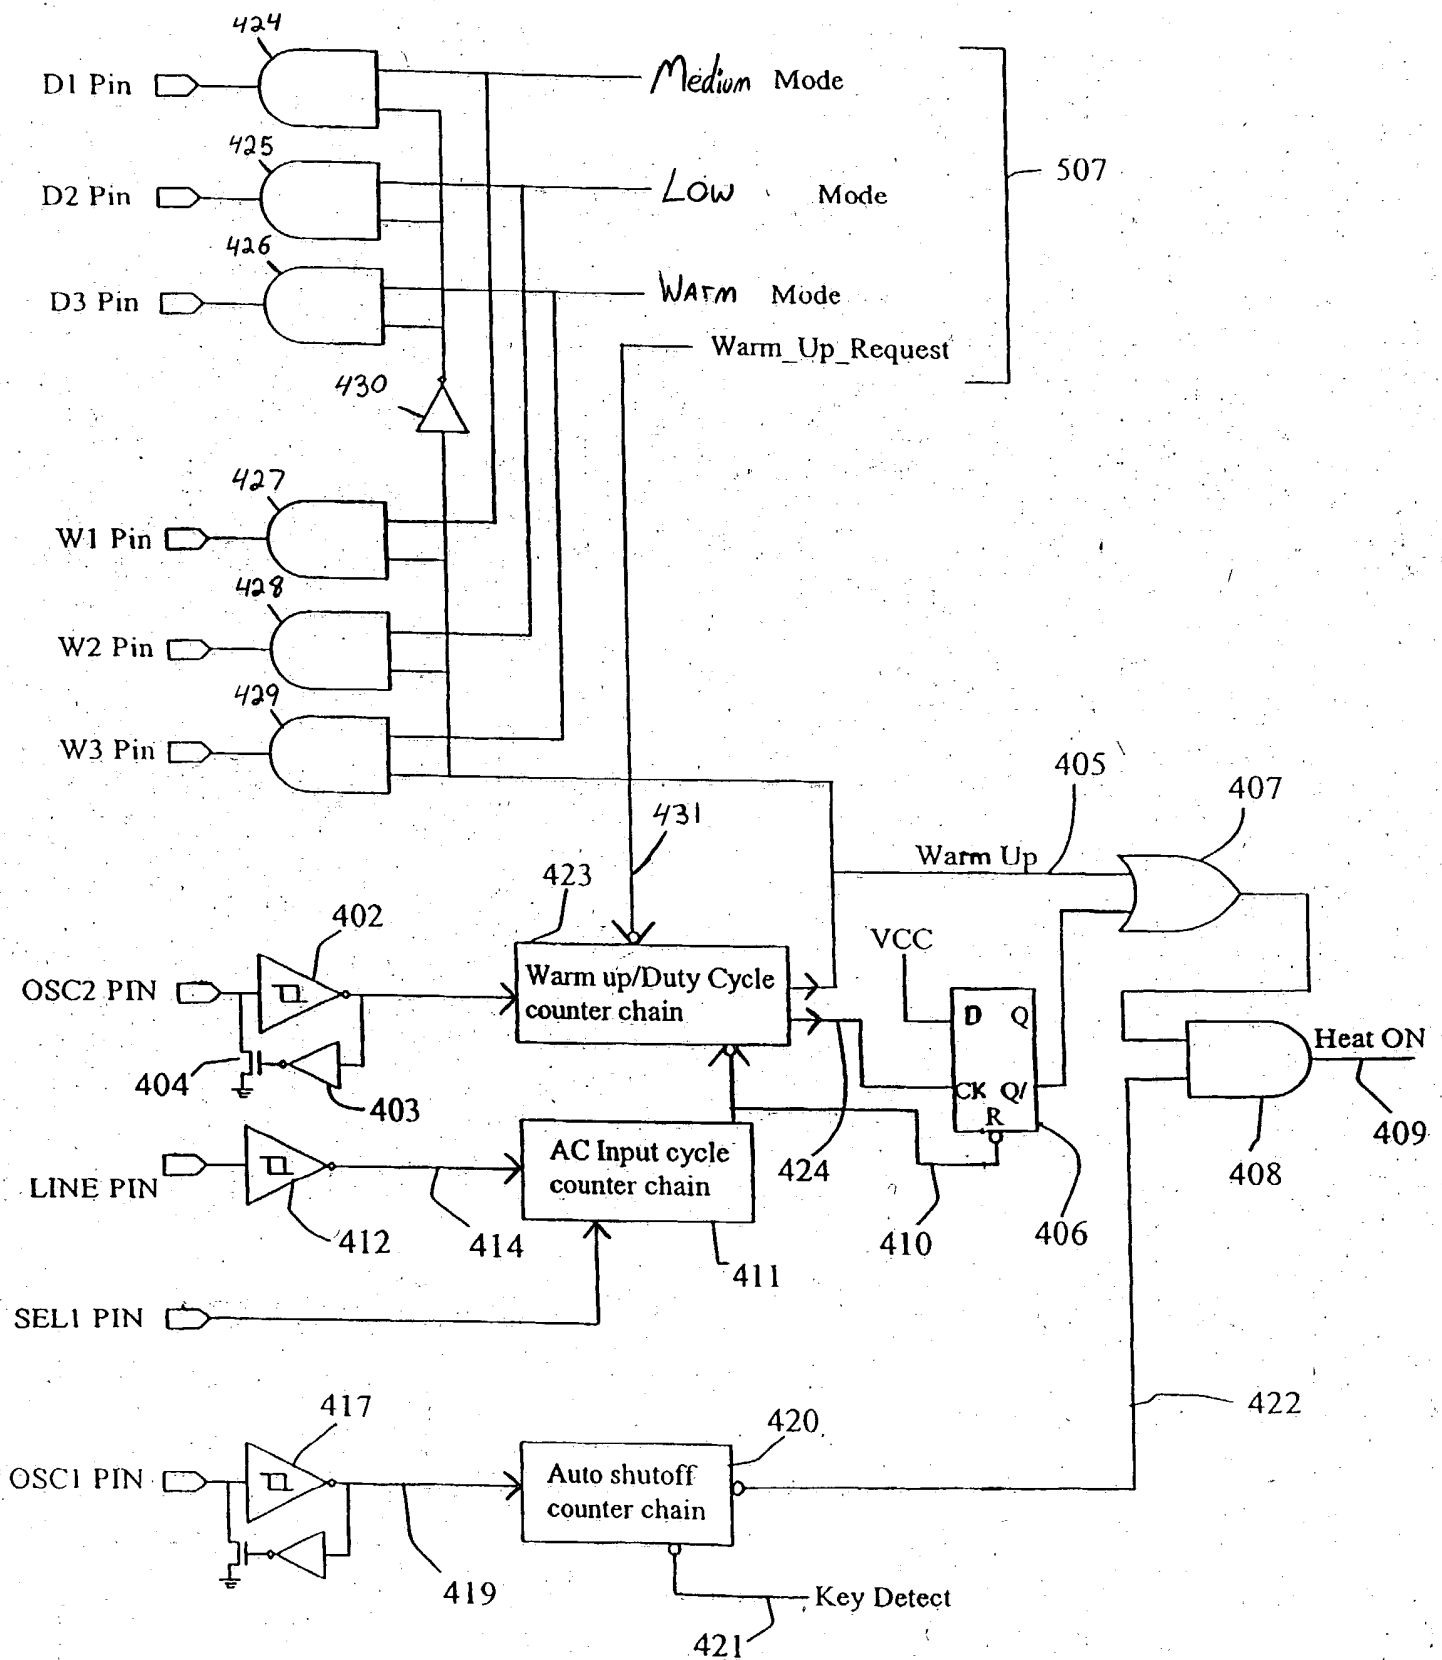 424
D1 Pin
Medium Mode
425
507
D2 Pin
Low Mode
426
D3 Pin
Warm Mode
Warm_Up_Request
430
427
W1 Pin
428
W2 Pin
429
W3 Pin
405
407
431
Warm Up
423
402
VCC
OSC2 PIN
Warm up/Duty Cycle
counter chain
D Q
Heat ON
404
403
CK Q/
R
409
AC Input cycle
counter chain
424
408
LINE PIN
412
414
410
406
411
SEL1 PIN
417
420
422
OSC1 PIN
Auto shutoff
counter chain
419
Key Detect
421